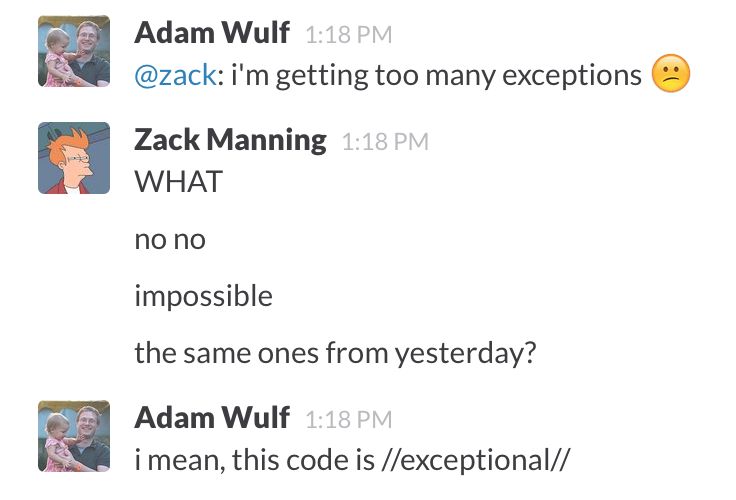 Adam Wulf 1:18 PM
@zack: i'm getting too many exceptions 😕
Zack Manning 1:18 PM
WHAT
no no
impossible
the same ones from yesterday?
Adam Wulf 1:18 PM
i mean, this code is //exceptional//